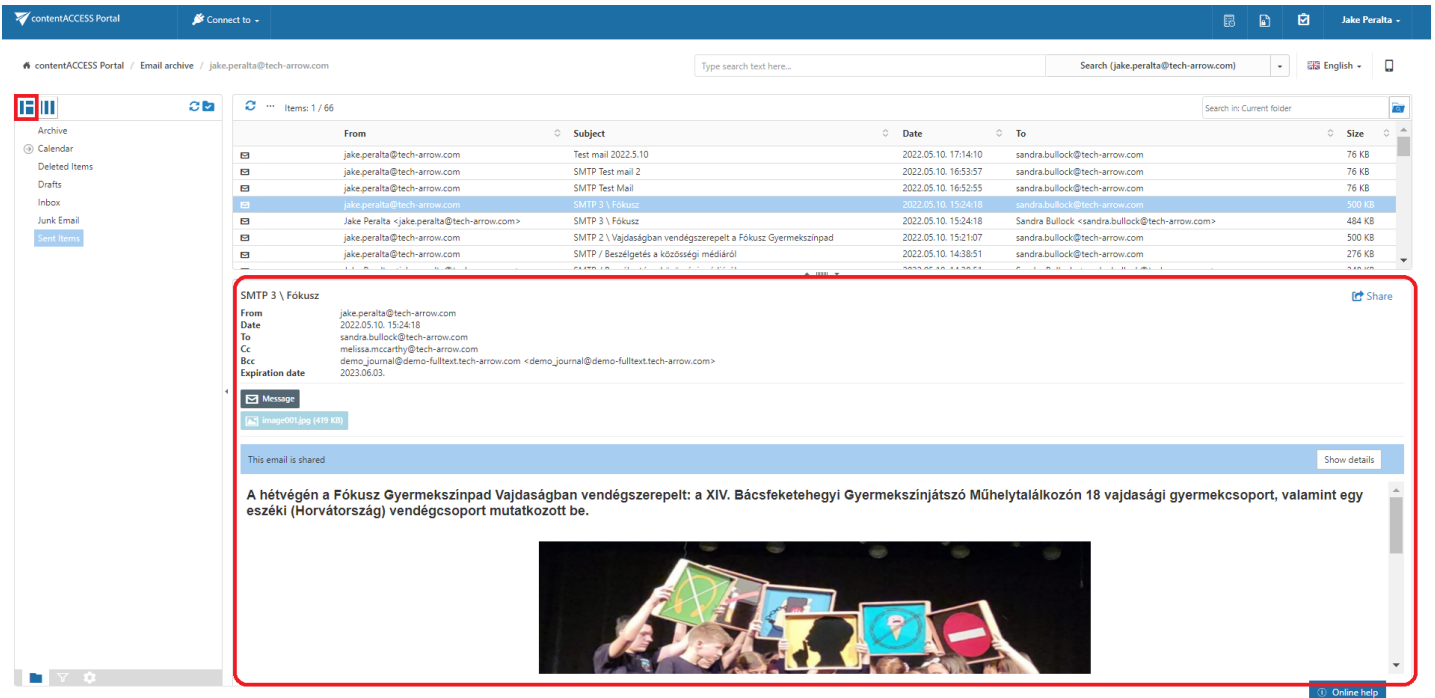 contentACCESS Portal
Connect to
Jake Peralta
contentACCESS Portal / Email archive / jake.peralta@tech-arrow.com
Type search text here...
Search (jake.peralta@tech-arrow.com)
English
Items: 1 / 66
Search in: Current folder
Archive
Calendar
Deleted Items
Drafts
Inbox
Junk Email
Sent Items
From Subject Date To Size
jake.peralta@tech-arrow.com Test mail 2022.5.10 2022.05.10. 17:14:10 sandra.bullock@tech-arrow.com 76 KB
jake.peralta@tech-arrow.com SMTP Test mail 2 2022.05.10. 16:53:57 sandra.bullock@tech-arrow.com 76 KB
jake.peralta@tech-arrow.com SMTP Test Mail 2022.05.10. 16:52:55 sandra.bullock@tech-arrow.com 76 KB
jake.peralta@tech-arrow.com SMTP 3 \ Fókusz 2022.05.10. 15:24:18 sandra.bullock@tech-arrow.com 500 KB
Jake Peralta <jake.peralta@tech-arrow.com> SMTP 3 \ Fókusz 2022.05.10. 15:24:18 Sandra Bullock <sandra.bullock@tech-arrow.com> 484 KB
jake.peralta@tech-arrow.com SMTP 2 \ Vajdaságban vendégszerepelt a Fókusz Gyermekszínpad 2022.05.10. 15:21:07 sandra.bullock@tech-arrow.com 500 KB
jake.peralta@tech-arrow.com SMTP / Beszélgetés a közösségi médiáról 2022.05.10. 14:38:51 sandra.bullock@tech-arrow.com 276 KB
SMTP 3 \ Fókusz
Share
From jake.peralta@tech-arrow.com
Date 2022.05.10. 15:24:18
To sandra.bullock@tech-arrow.com
Cc melissa.mccarthy@tech-arrow.com
Bcc demo_journal@demo-fulltext.tech-arrow.com <demo_journal@demo-fulltext.tech-arrow.com>
Expiration date 2023.06.03.
Message
image001.jpg (419 KB)
This email is shared
Show details
A hétvégén a Fókusz Gyermekszínpad Vajdaságban vendégszerepelt: a XIV. Bácsfeketehegyi Gyermekszínjátszó Műhelytalálkozón 18 vajdasági gyermekcsoport, valamint egy
eszéki (Horvátország) vendégcsoport mutatkozott be.
Online help